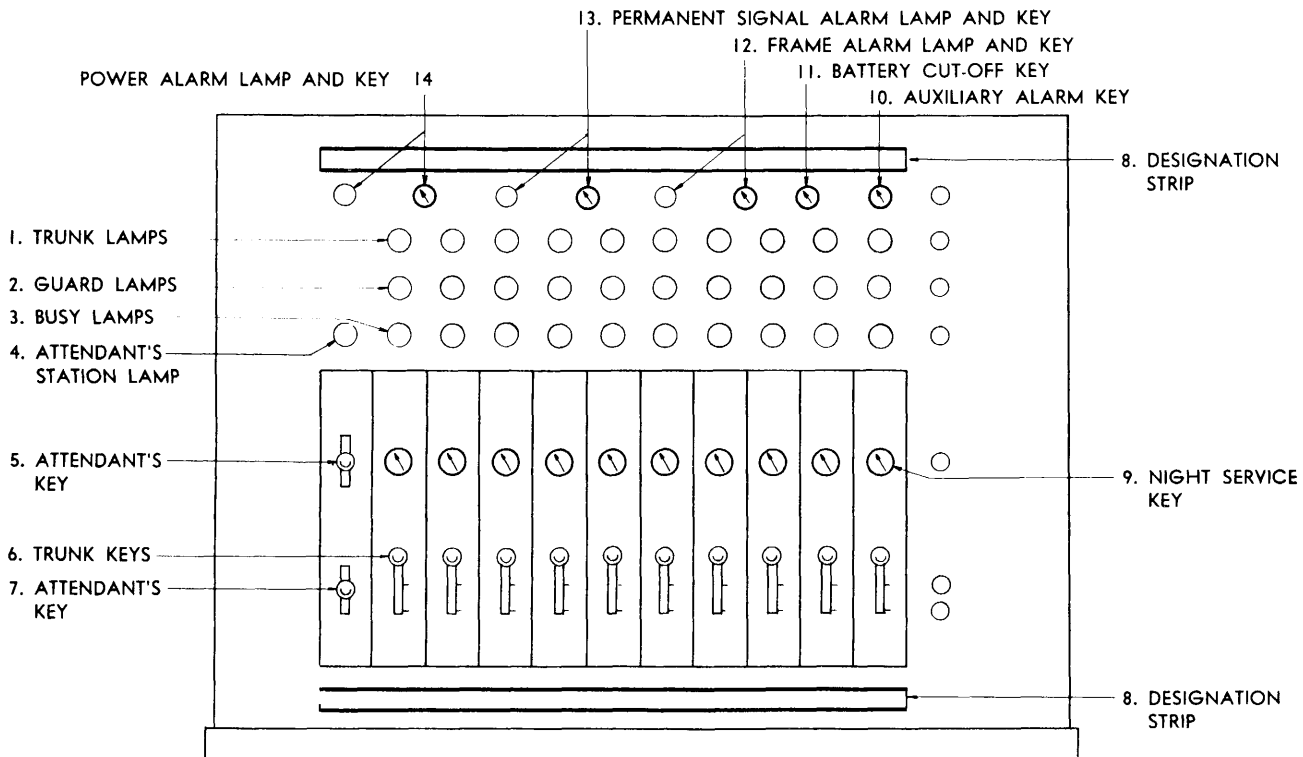 13. PERMANENT SIGNAL ALARM LAMP AND KEY
12. FRAME ALARM LAMP AND KEY
POWER ALARM LAMP AND KEY 14
11. BATTERY CUT-OFF KEY
10. AUXILIARY ALARM KEY
8. DESIGNATION
STRIP
1. TRUNK LAMPS
2. GUARD LAMPS
3. BUSY LAMPS
4. ATTENDANT'S
STATION LAMP
5. ATTENDANT'S
KEY
9. NIGHT SERVICE
KEY
6. TRUNK KEYS
7. ATTENDANT'S
KEY
8. DESIGNATION
STRIP